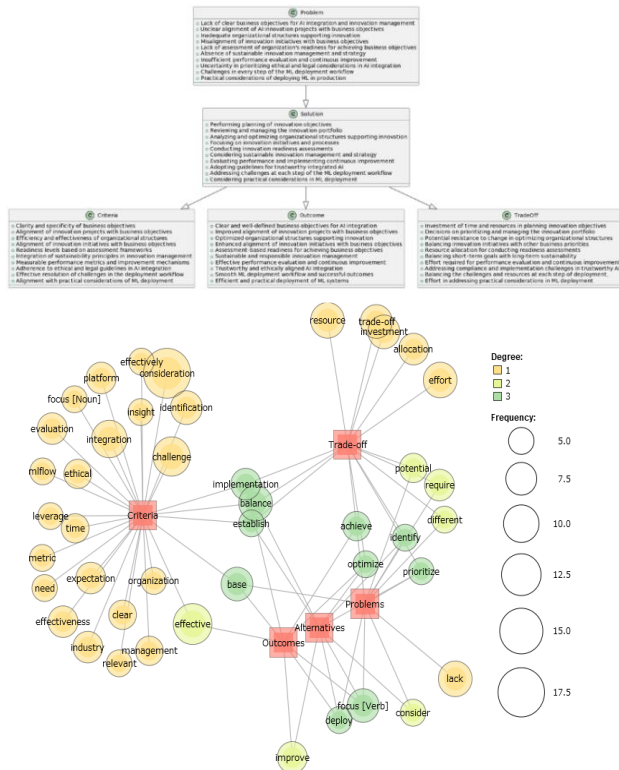 C Problem
Lack of clear business objectives for AI integration and innovation management
Unclear alignment of AI innovation projects with business objectives
Inadequate organizational structures supporting innovation
Misalignment of innovation initiatives with business objectives
Lack of assessment of organization's readiness for achieving business objectives
Absence of sustainable innovation management and strategy
Insufficient performance evaluation and continuous improvement
Uncertainty in prioritizing ethical and legal considerations in AI integration
Challenges in every step of the ML deployment workflow
Practical considerations of deploying ML in production
C Solution
Performing planning of innovation objectives
Reviewing and managing the innovation portfolio
Analyzing and optimizing organizational structures supporting innovation
Focusing on innovation initiatives and processes
Conducting innovation readiness assessments
Considering sustainable innovation management and strategy
Evaluating performance and implementing continuous improvement
Adopting guidelines for trustworthy integrated AI
Addressing challenges at each step of the ML deployment workflow
Considering practical considerations in ML deployment
C Criteria
Clarity and specificity of business objectives
Alignment of innovation projects with business objectives
Efficiency and effectiveness of organizational structures
Alignment of innovation initiatives with business objectives
Readiness levels based on assessment frameworks
Integration of sustainability principles in innovation management
Measurable performance metrics and improvement mechanisms
Adherence to ethical and legal guidelines in AI integration
Effective resolution of challenges in the deployment workflow
Alignment with practical considerations of ML deployment
C Outcome
Clear and well-defined business objectives for AI integration
Improved alignment of innovation projects with business objectives
Optimized organizational structures supporting innovation
Enhanced alignment of innovation initiatives with business objectives
Assessment-based readiness for achieving business objectives
Sustainable and responsible innovation management
Effective performance evaluation and continuous improvement
Trustworthy and ethically aligned AI integration
Smooth ML deployment workflow and successful outcomes
Efficient and practical deployment of ML systems
C TradeOff
Investment of time and resources in planning innovation objectives
Decisions on prioritizing and managing the innovation portfolio
Potential resistance to change in optimizing organizational structures
Balancing innovation initiatives with other business priorities
Resource allocation for conducting readiness assessments
Balancing short-term goals with long-term sustainability
Effort required for performance evaluation and continuous improvement
Addressing compliance and implementation challenges in trustworthy AI
Balancing the challenges and resources at each step of deployment.
Effort in addressing practical considerations in ML deployment
resource
trade-off
investment
allocation
effort
effectively
consideration
platform
focus [Noun]
insight
identification
evaluation
integration
challenge
mlflow
ethical
leverage
time
Criteria
metric
need
expectation
organization
effectiveness
clear
industry
relevant
management
implementation
balance
establish
base
effective
Trade-off
potential
require
different
achieve
identify
optimize
prioritize
Problems
Alternatives
Outcomes
lack
focus [Verb]
deploy
consider
improve
Degree:
1
2
3
Frequency:
5.0
7.5
10.0
12.5
15.0
17.5